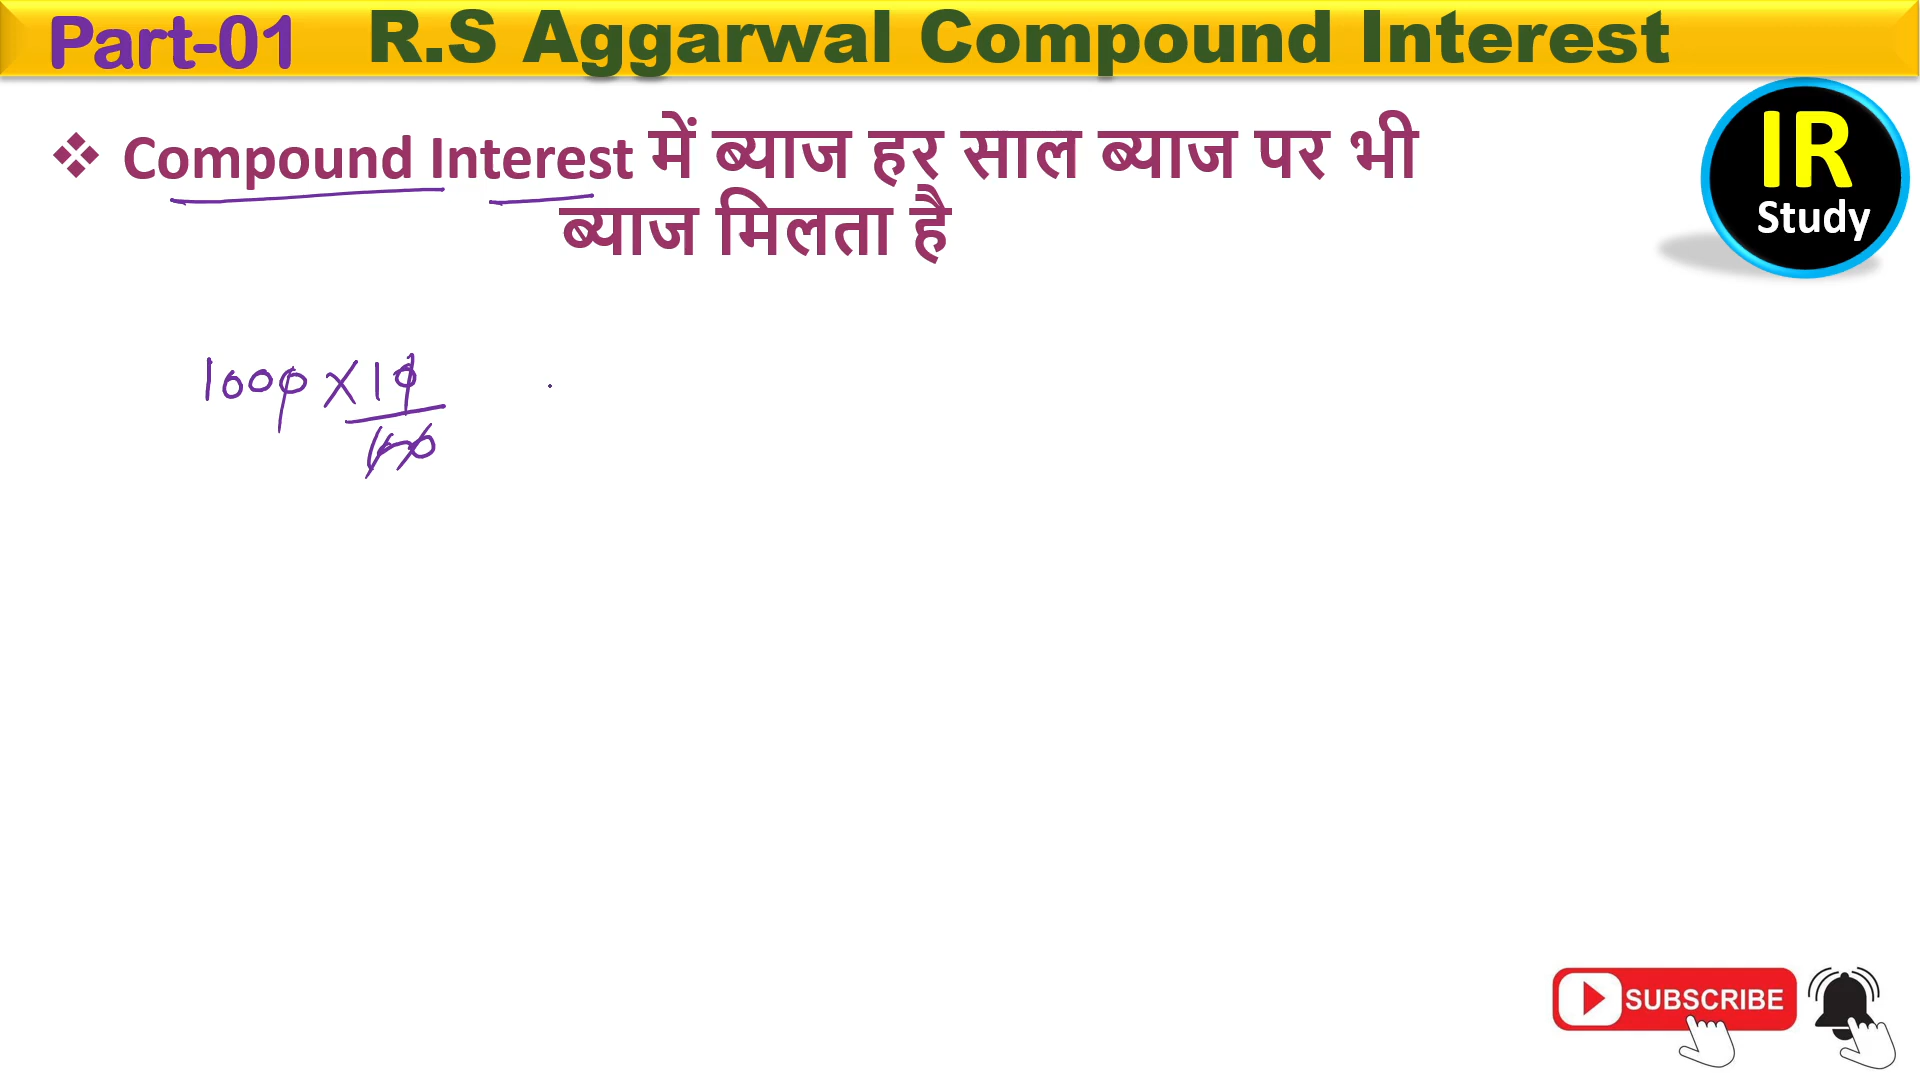 Part-01 R.S Aggarwal Compound Interest
IR
Study
❖ Compound Interest में ब्याज हर साल ब्याज पर भी
ब्याज मिलता है
1000 × 10
100
SUBSCRIBE